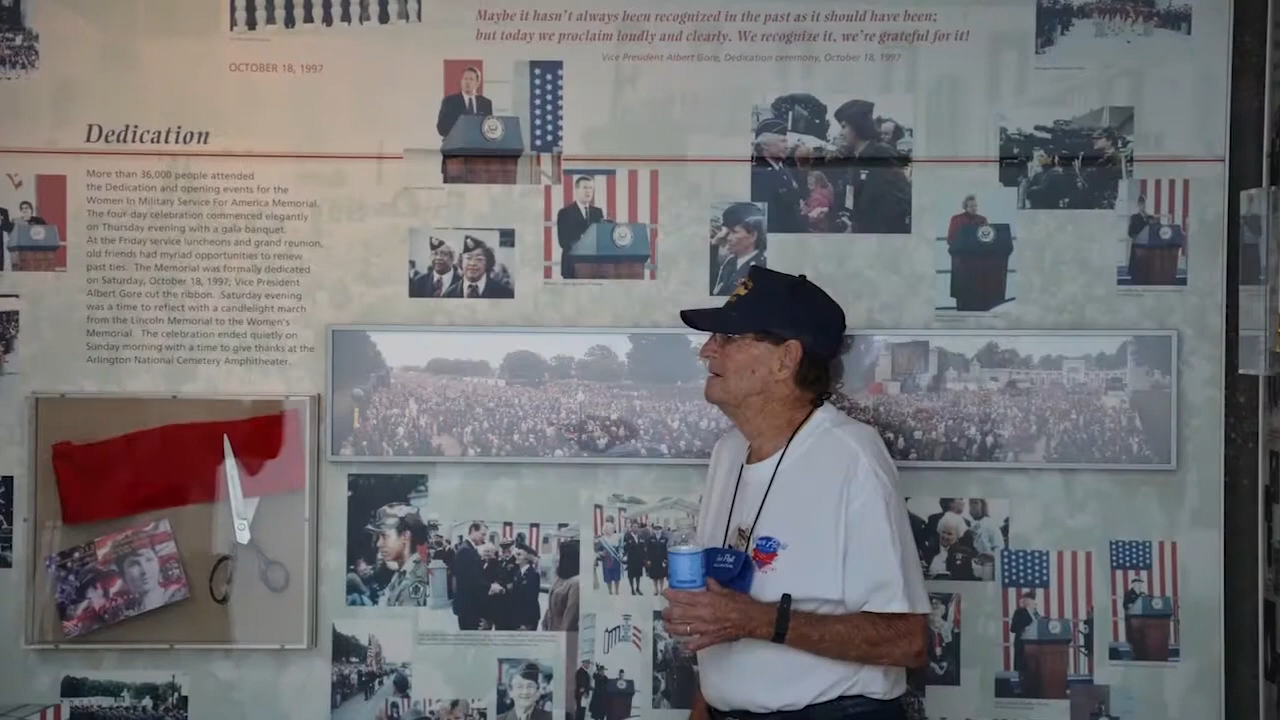 Maybe it hasn't always been recognized in the past as it should have been;
but today we proclaim loudly and clearly. We recognize it, we're grateful for it!
Vice President Albert Gore, Dedication ceremony, October 18, 1997
OCTOBER 18, 1997
Dedication
More than 36,000 people attended
the Dedication and opening events for the
Women In Military Service For America Memorial.
The four-day celebration commenced elegantly
on Thursday evening with a gala banquet.
At the Friday service luncheons and grand reunion,
old friends had myriad opportunities to renew
past ties. The Memorial was formally dedicated
on Saturday, October 18, 1997; Vice President
Albert Gore cut the ribbon. Saturday evening
was a time to reflect with a candlelight march
from the Lincoln Memorial to the Women's
Memorial. The celebration ended quietly on
Sunday morning with a time to give thanks at the
Arlington National Cemetery Amphitheater.